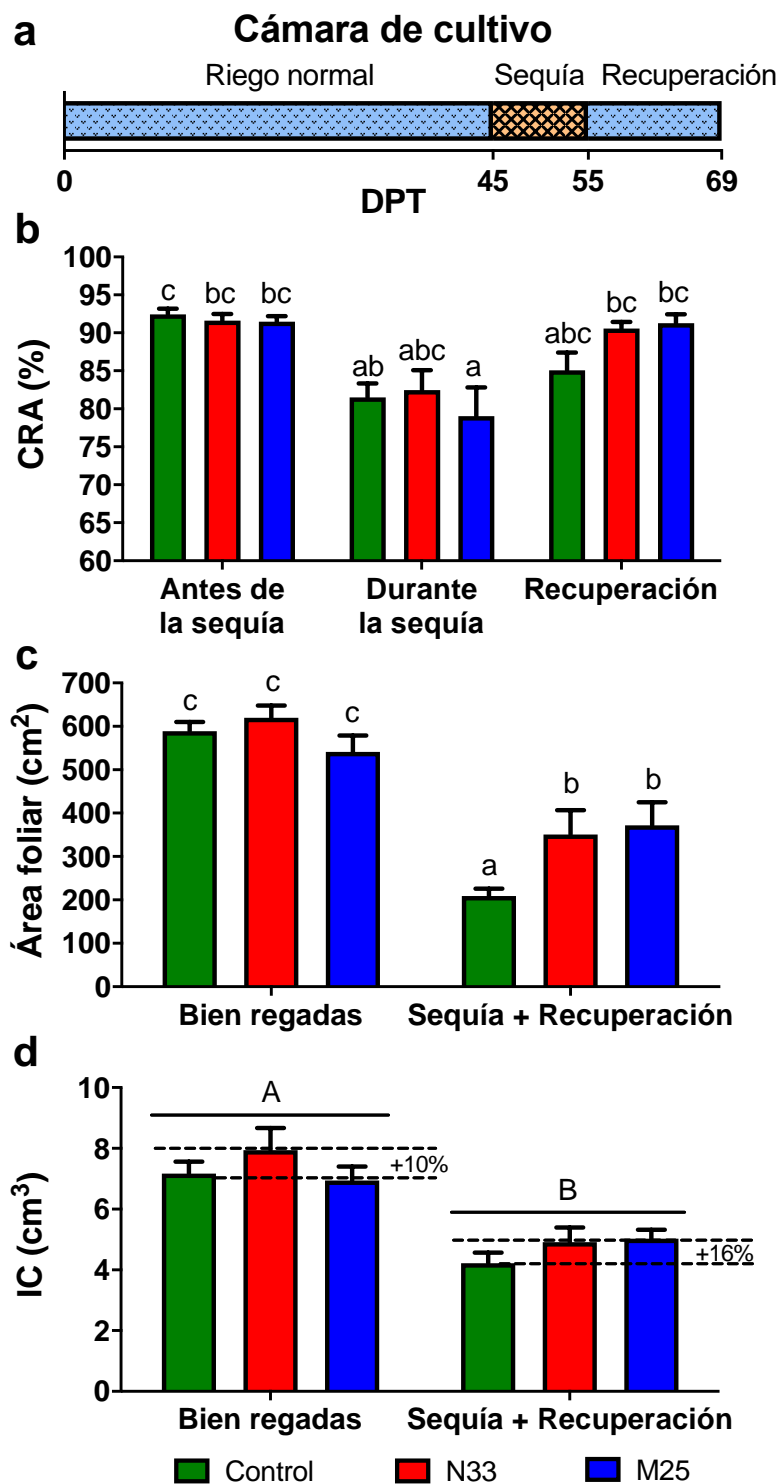 a
Cámara de cultivo
Riego normal Sequía Recuperación
0 45 55 69
DPT
b
CRA (%)
100
95
90
85
80
75
70
65
60
c bc bc ab abc a abc bc bc
Antes de la sequía
Durante la sequía
Recuperación
c
Área foliar (cm²)
700
600
500
400
300
200
100
0
c c c a b b
Bien regadas Sequía + Recuperación
d
IC (cm³)
10
8
6
4
2
0
A
+10%
B
+16%
Bien regadas Sequía + Recuperación
Control N33 M25